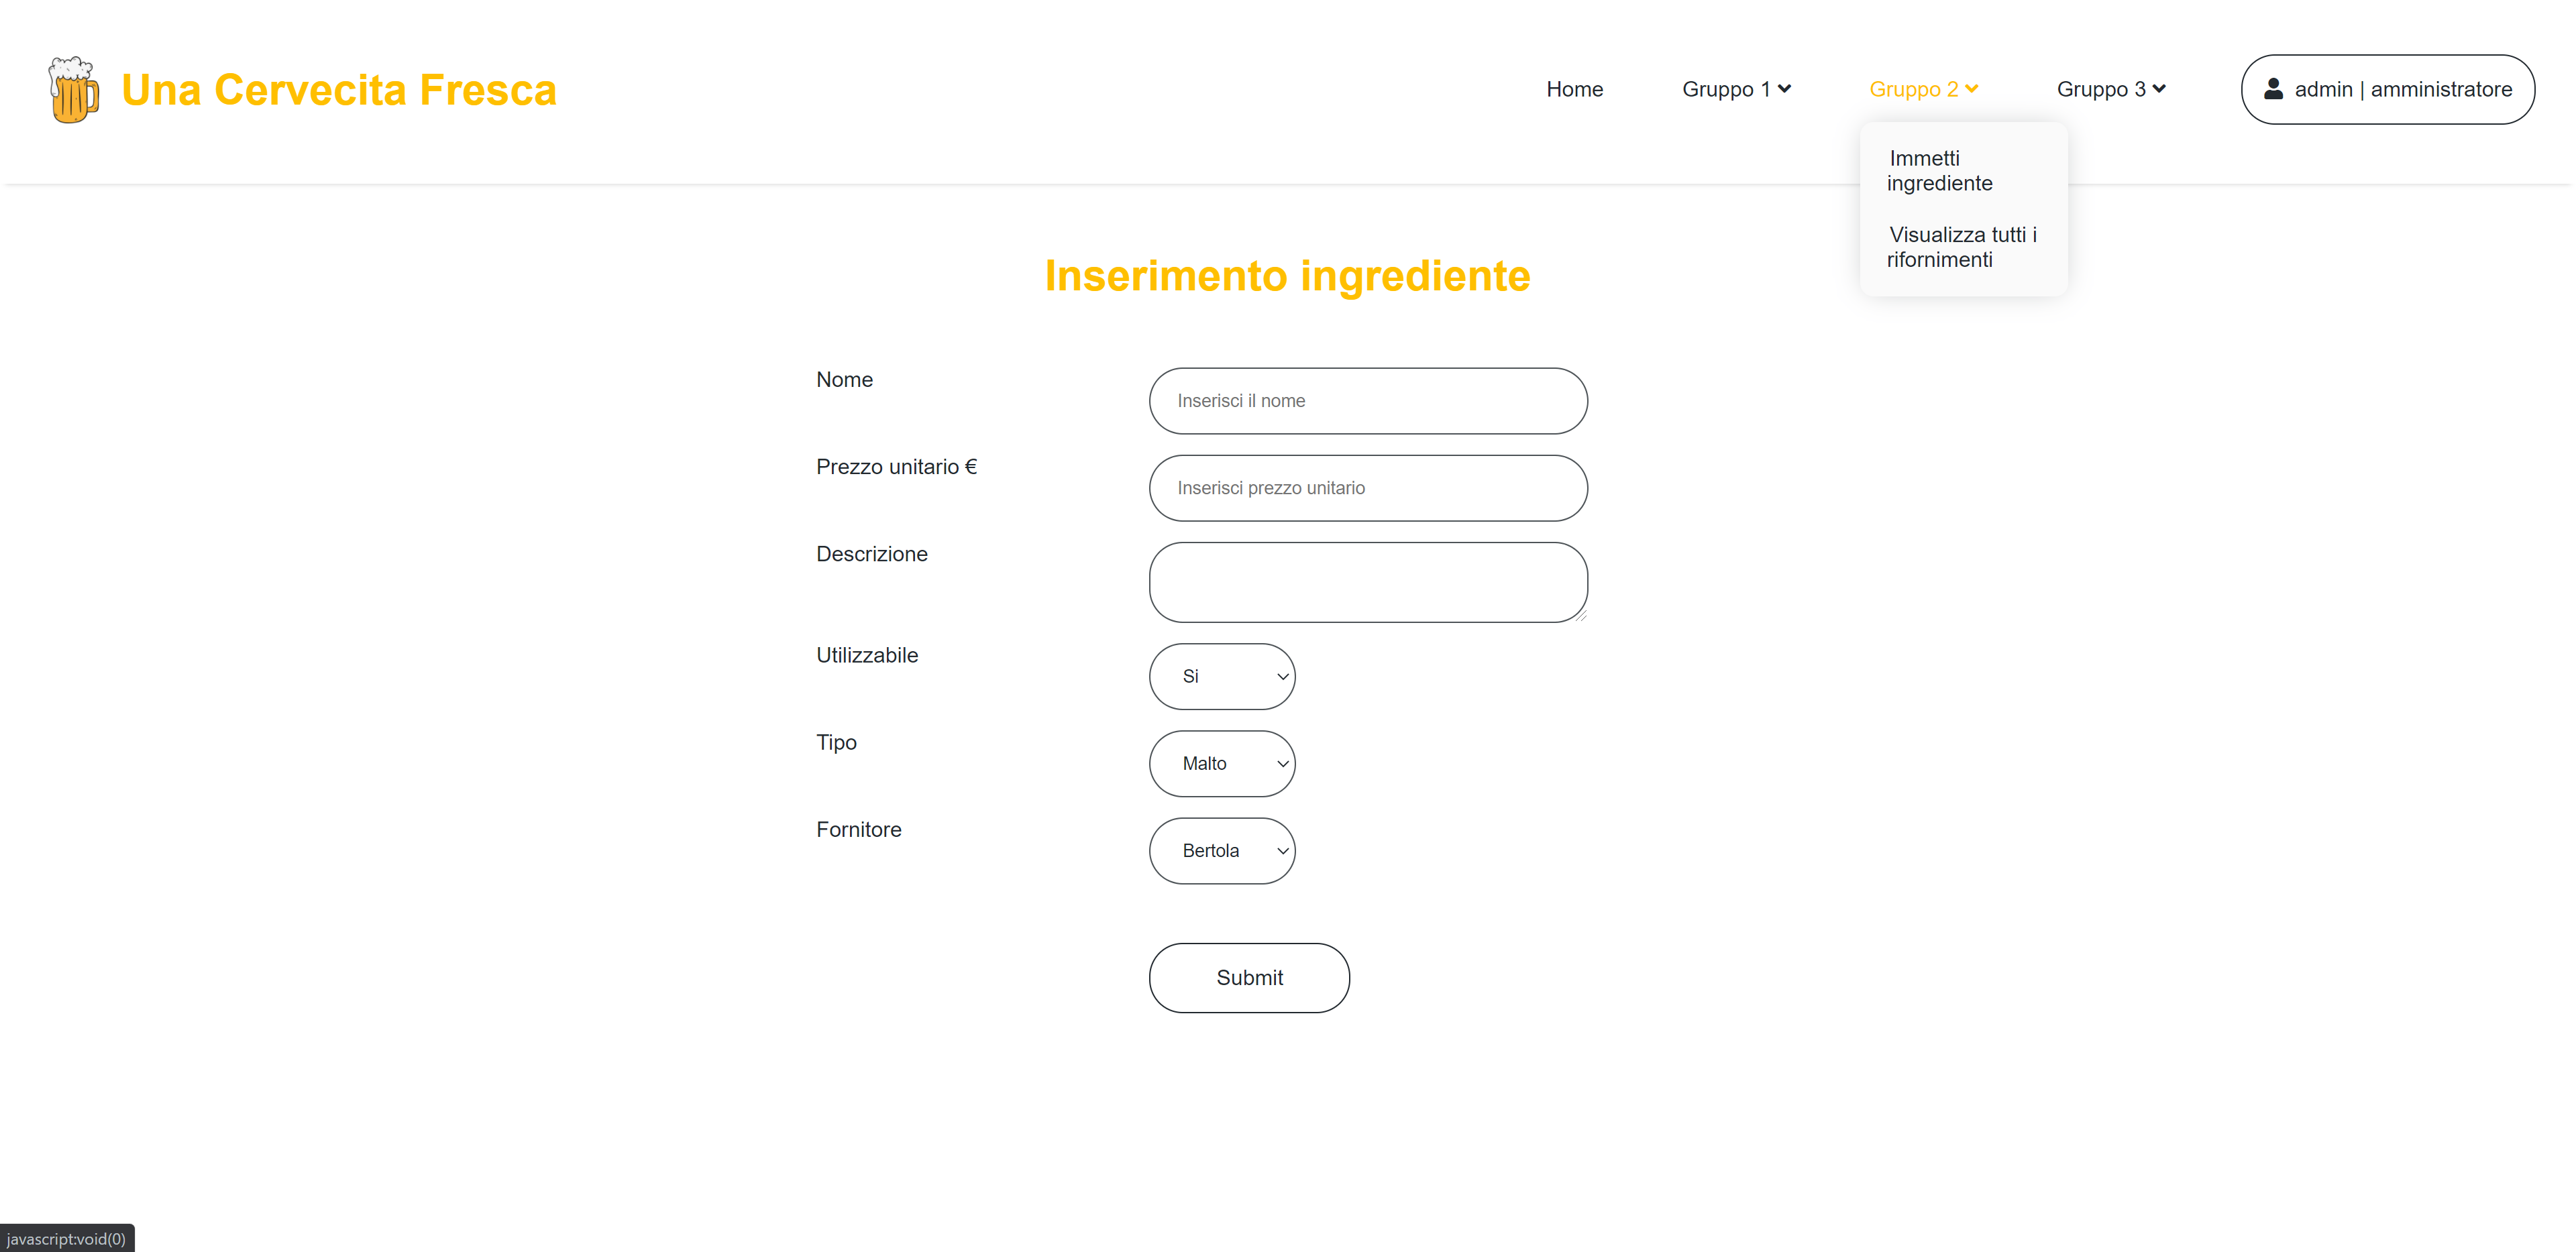 Una Cervecita Fresca
Home
Gruppo 1
Gruppo 2
Gruppo 3
admin | amministratore
Immetti
ingrediente
Visualizza tutti i
rifornimenti
Inserimento ingrediente
Nome
Inserisci il nome
Prezzo unitario €
Inserisci prezzo unitario
Descrizione
Utilizzabile
Si
Tipo
Malto
Fornitore
Bertola
Submit
javascript:void(0)